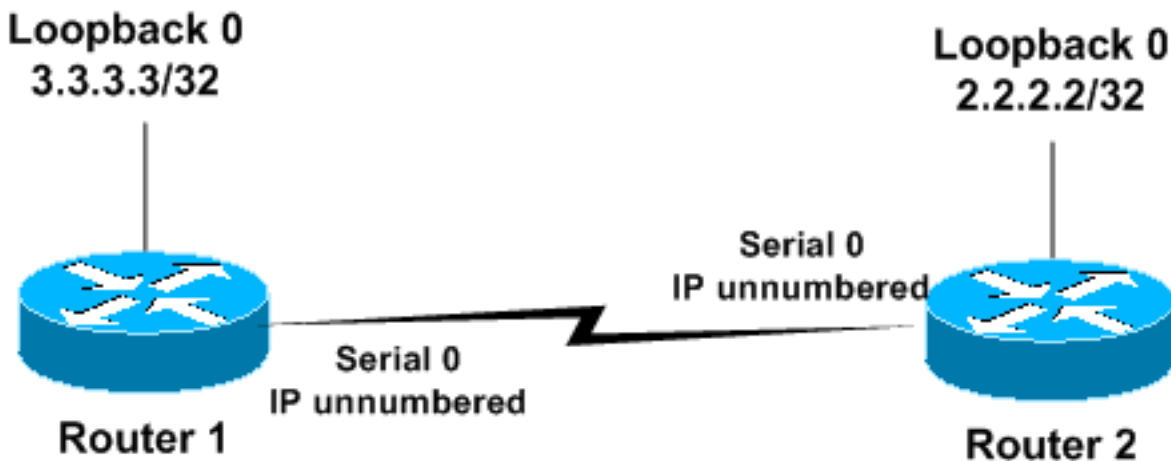 Loopback 0
3.3.3.3/32
Loopback 0
2.2.2.2/32
Serial 0
IP unnumbered
Serial 0
IP unnumbered
Router 1
Router 2